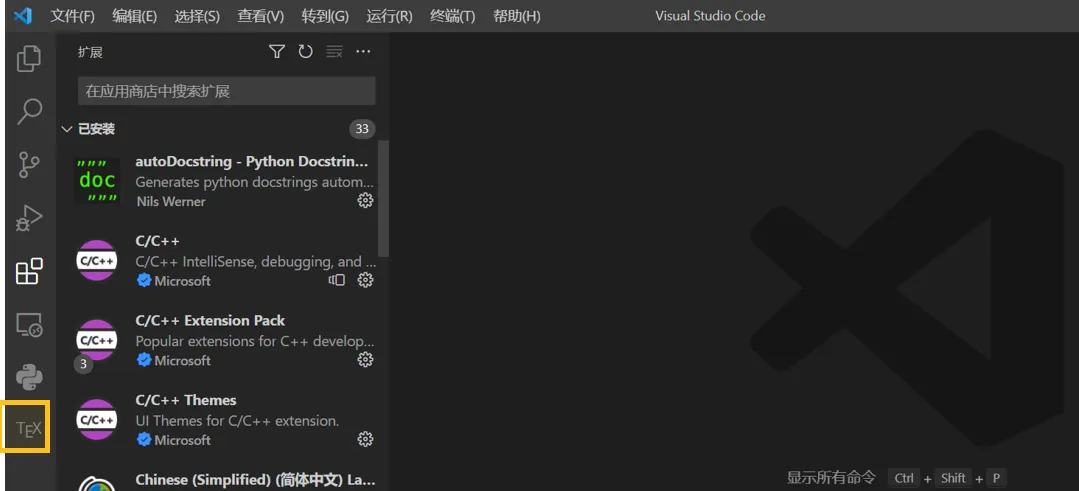 文件(F) 编辑(E) 选择(S) 查看(V) 转到(G) 运行(R) 终端(T) 帮助(H) Visual Studio Code
扩展
在应用商店中搜索扩展
已安装 33
autoDocstring - Python Docstrin...
Generates python docstrings autom...
Nils Werner
""" doc """
C/C++
C/C++ IntelliSense, debugging, and ...
Microsoft
C/C++
C/C++ Extension Pack
Popular extensions for C++ develop...
Microsoft
C/C++
3
C/C++ Themes
UI Themes for C/C++ extension.
Microsoft
C/C++
Chinese (Simplified) (简体中文) La...
TEX
显示所有命令 Ctrl + Shift + P